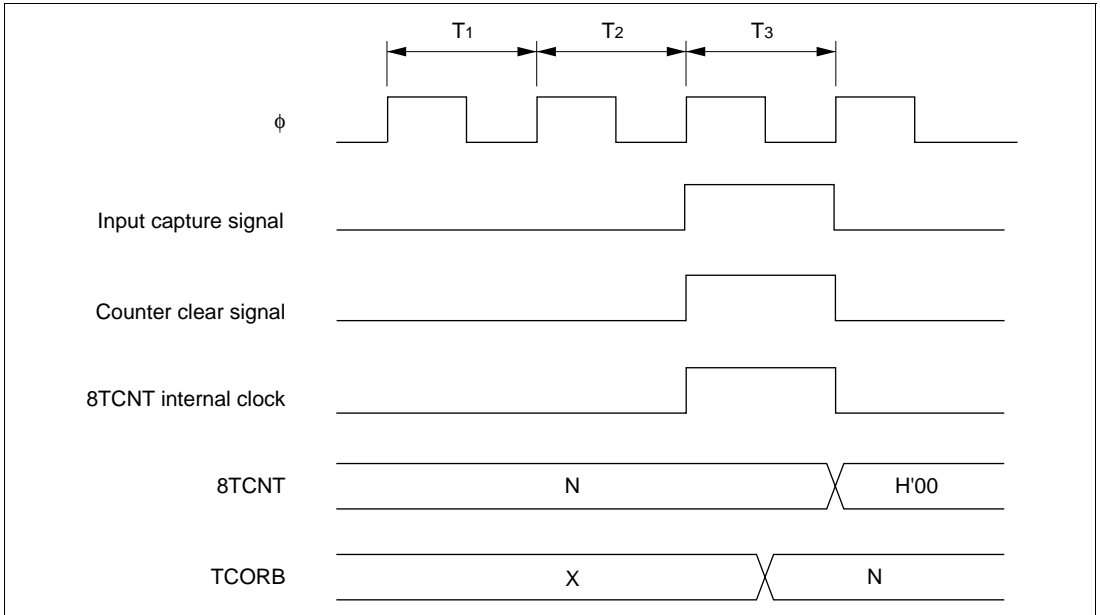 T1 T2 T3
φ
Input capture signal
Counter clear signal
8TCNT internal clock
8TCNT N H'00
TCORB X N